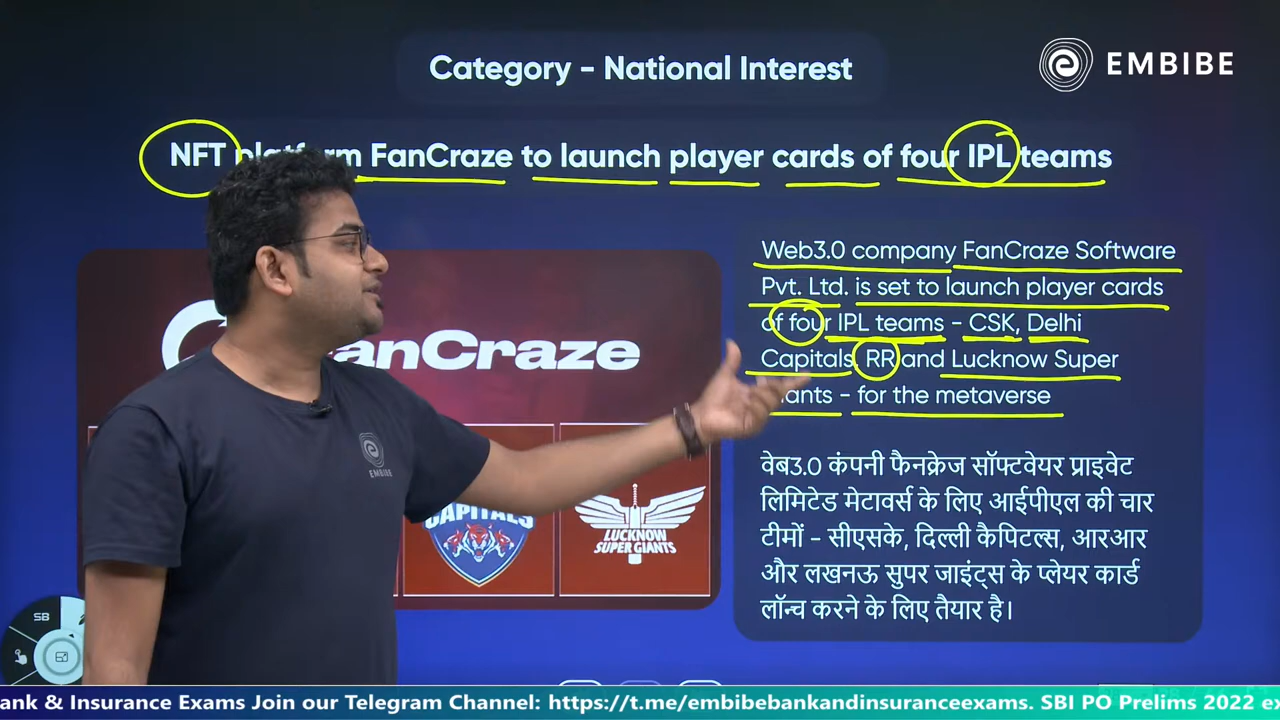 Category - National Interest
EMBIBE
NFT platform FanCraze to launch player cards of four IPL teams
Web3.0 company FanCraze Software
Pvt. Ltd. is set to launch player cards
of four IPL teams - CSK, Delhi
Capitals RR and Lucknow Super
Giants - for the metaverse
FanCraze
CAPITALS
LUCKNOW
SUPER GIANTS
EMBIBE
वेब3.0 कंपनी फैनक्रेज सॉफ्टवेयर प्राइवेट
लिमिटेड मेटावर्स के लिए आईपीएल की चार
टीमों - सीएसके, दिल्ली कैपिटल्स, आरआर
और लखनऊ सुपर जाइंट्स के प्लेयर कार्ड
लॉन्च करने के लिए तैयार है।
SB
ank & Insurance Exams Join our Telegram Channel: https://t.me/embibebankandinsuranceexams. SBI PO Prelims 2022 ex